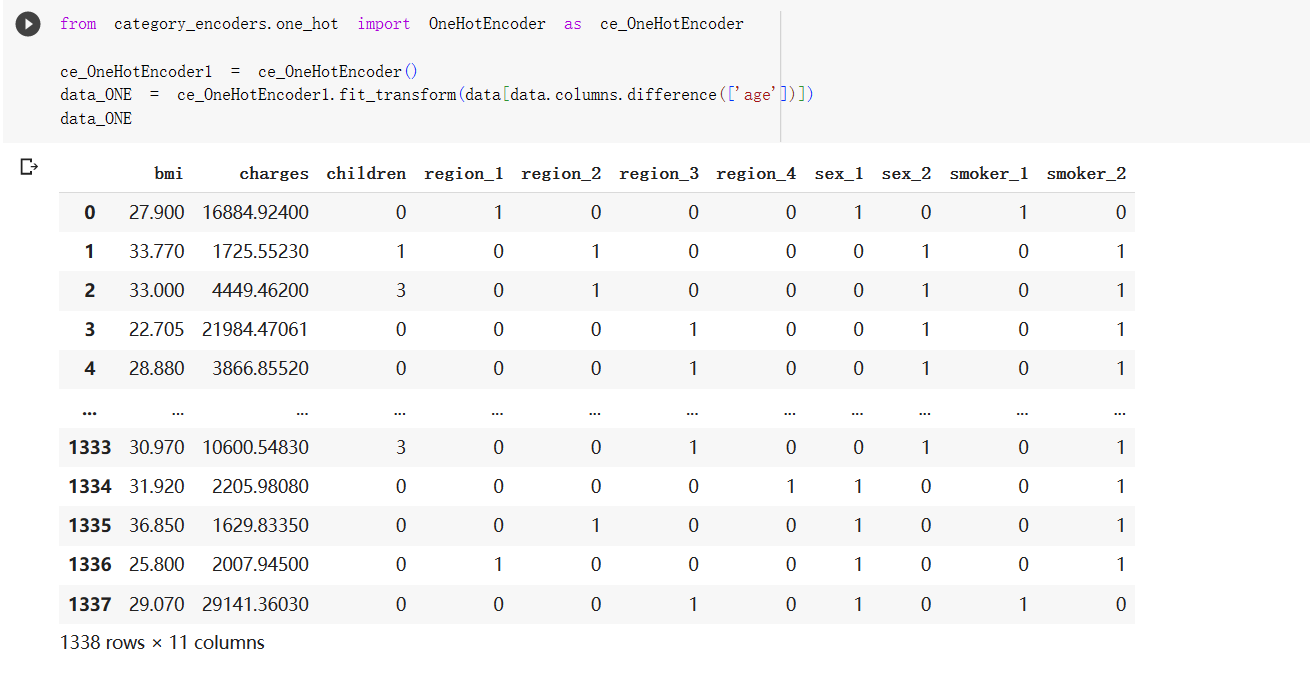 from category_encoders.one_hot import OneHotEncoder as ce_OneHotEncoder
ce_OneHotEncoder1 = ce_OneHotEncoder()
data_ONE = ce_OneHotEncoder1.fit_transform(data[data.columns.difference(['age'])])
data_ONE
bmi charges children region_1 region_2 region_3 region_4 sex_1 sex_2 smoker_1 smoker_2
0 27.900 16884.92400 0 1 0 0 0 1 0 1 0
1 33.770 1725.55230 1 0 1 0 0 0 1 0 1
2 33.000 4449.46200 3 0 1 0 0 0 1 0 1
3 22.705 21984.47061 0 0 0 1 0 0 1 0 1
4 28.880 3866.85520 0 0 0 1 0 0 1 0 1
... ... ... ... ... ... ... ... ... ... ... ...
1333 30.970 10600.54830 3 0 0 1 0 0 1 0 1
1334 31.920 2205.98080 0 0 0 0 1 1 0 0 1
1335 36.850 1629.83350 0 0 1 0 0 1 0 0 1
1336 25.800 2007.94500 0 1 0 0 0 1 0 0 1
1337 29.070 29141.36030 0 0 0 1 0 1 0 1 0
1338 rows × 11 columns